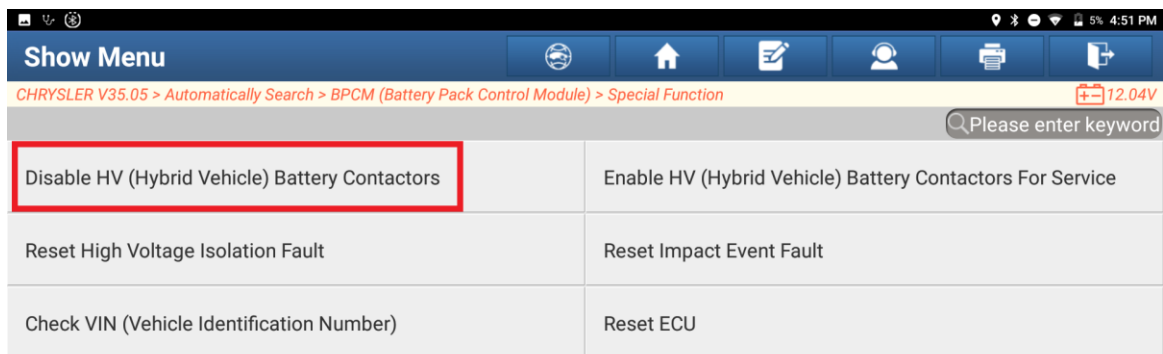 5% 4:51 PM
Show Menu
CHRYSLER V35.05 > Automatically Search > BPCM (Battery Pack Control Module) > Special Function
12.04V
Please enter keyword
Disable HV (Hybrid Vehicle) Battery Contactors
Enable HV (Hybrid Vehicle) Battery Contactors For Service
Reset High Voltage Isolation Fault
Reset Impact Event Fault
Check VIN (Vehicle Identification Number)
Reset ECU